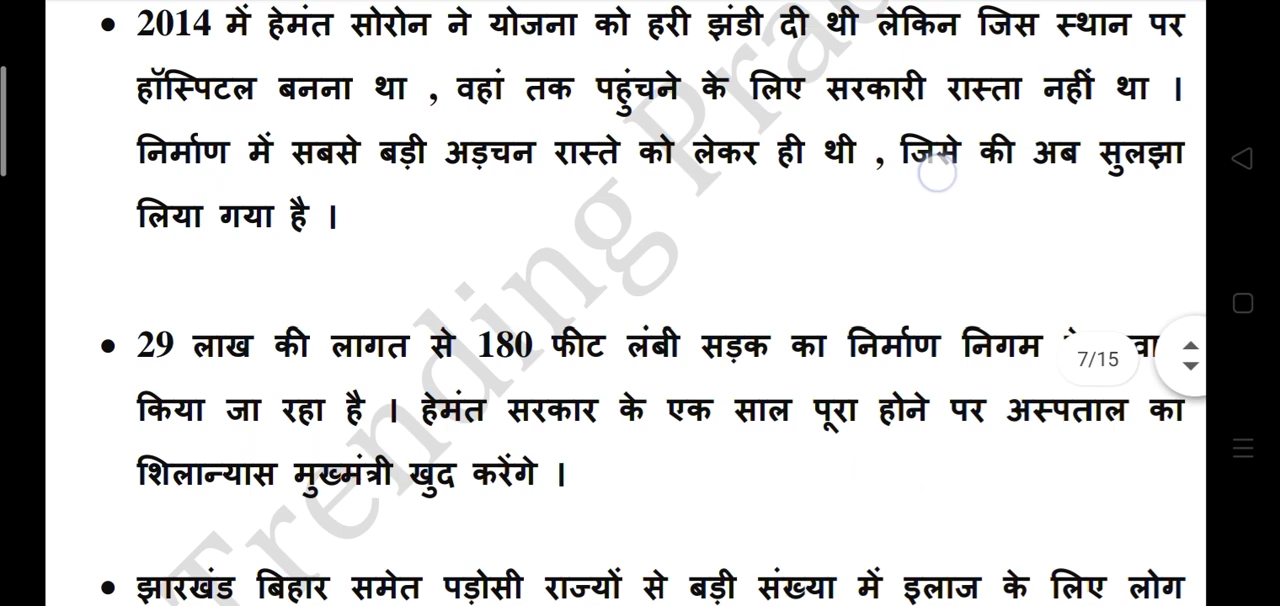 • 2014 में हेमंत सोरोन ने योजना को हरी झंडी दी थी लेकिन जिस स्थान पर
हॉस्पिटल बनना था , वहां तक पहुंचने के लिए सरकारी रास्ता नहीं था ।
निर्माण में सबसे बड़ी अड़चन रास्ते को लेकर ही थी , जिसे की अब सुलझा
लिया गया है ।
• 29 लाख की लागत से 180 फीट लंबी सड़क का निर्माण निगम
7/15
किया जा रहा है । हेमंत सरकार के एक साल पूरा होने पर अस्पताल का
शिलान्यास मुख्मंत्री खुद करेंगे ।
• झारखंड बिहार समेत पड़ोसी राज्यों से बड़ी संख्या में इलाज के लिए लोग
Trending